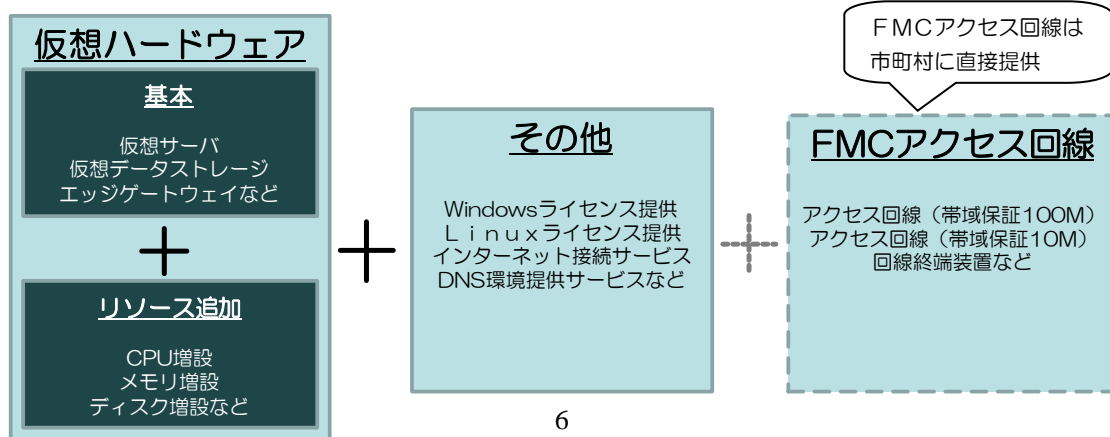 仮想ハードウェア
基本
仮想サーバ
仮想データストレージ
エッジゲートウェイなど
リソース追加
CPU増設
メモリ増設
ディスク増設など
その他
Windowsライセンス提供
Ｌｉｎｕｘライセンス提供
インターネット接続サービス
DNS環境提供サービスなど
ＦＭＣアクセス回線は
市町村に直接提供
FMCアクセス回線
アクセス回線（帯域保証100M）
アクセス回線（帯域保証10M）
回線終端装置など
6